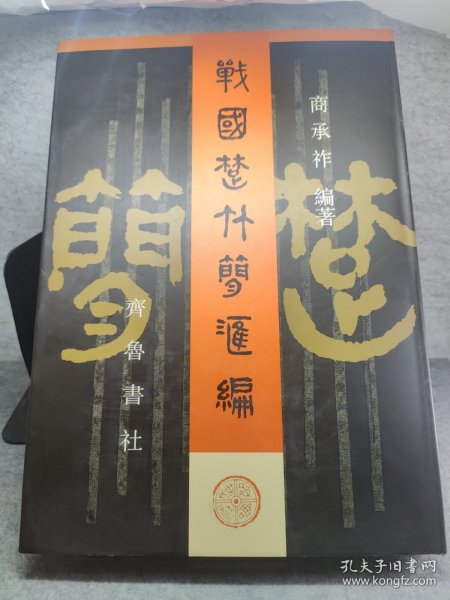 戰國楚竹簡滙編
商承祚 編著
楚
簡
齊魯書社
孔夫子旧书网
www.kongfz.com